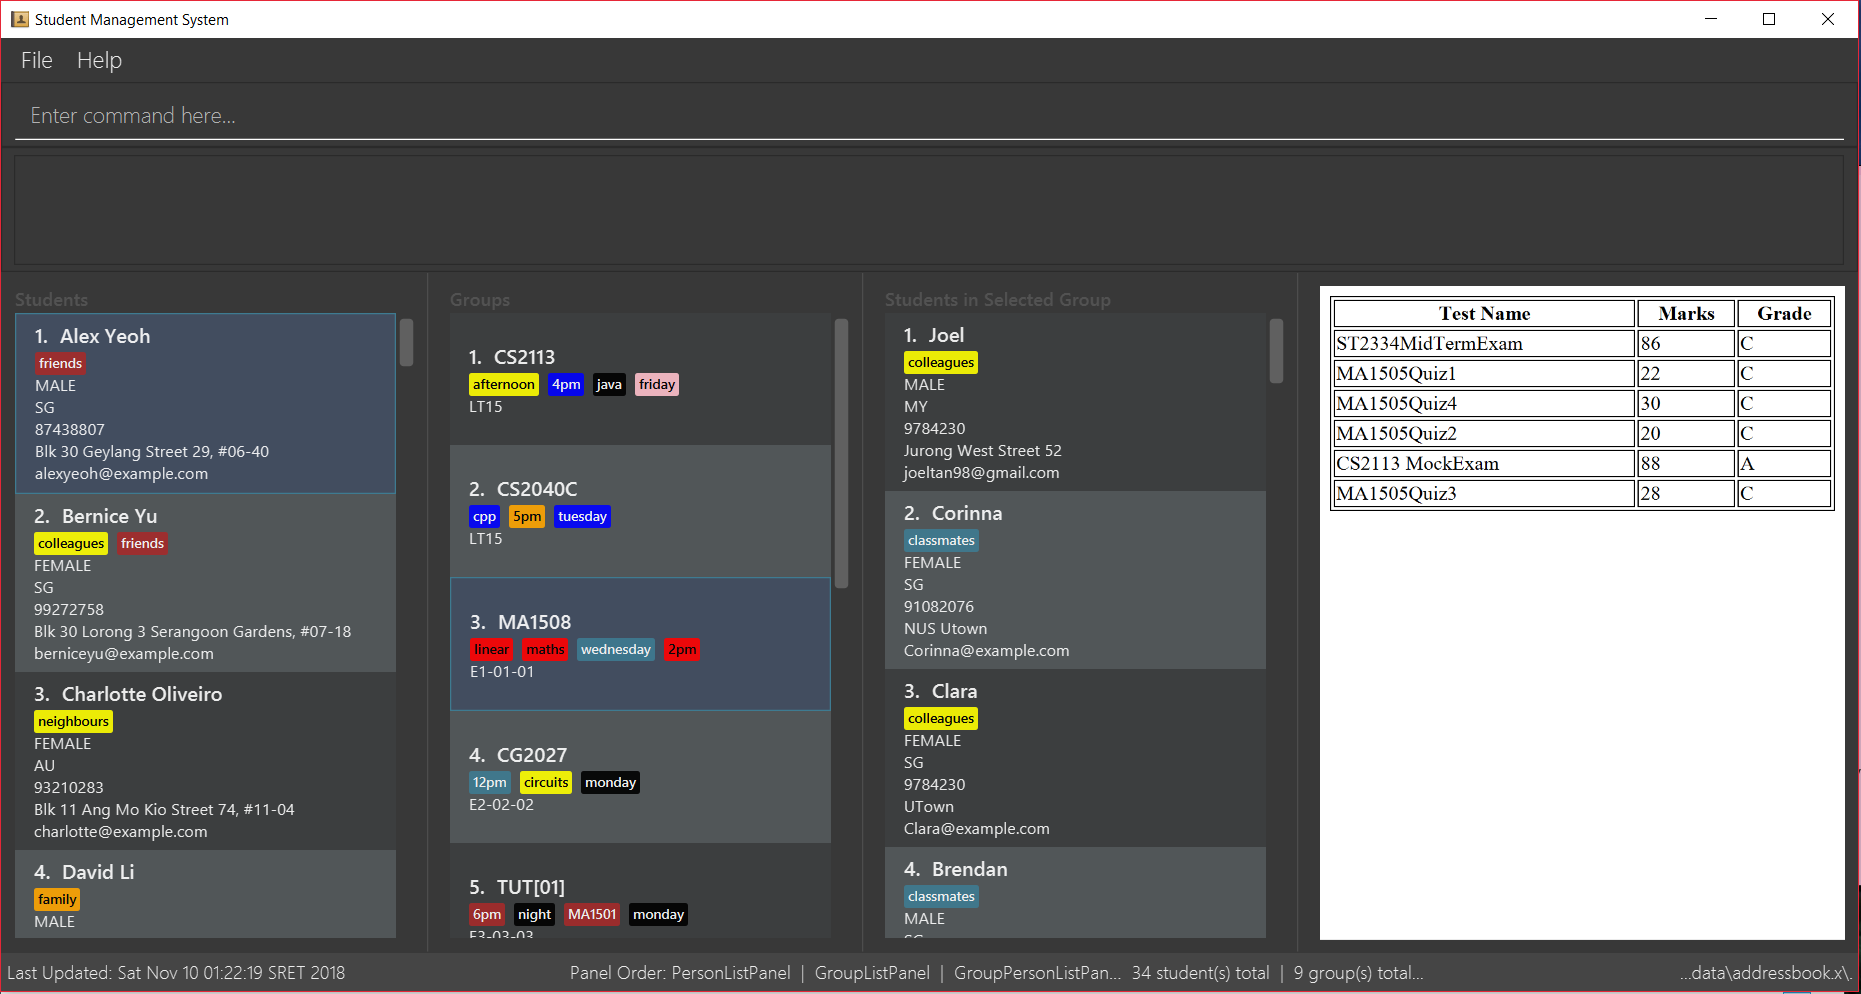 Student Management System
File Help
Enter command here...
Students
1. Alex Yeoh
friends
MALE
SG
87438807
Blk 30 Geylang Street 29, #06-40
alexyeoh@example.com
2. Bernice Yu
colleagues friends
FEMALE
SG
99272758
Blk 30 Lorong 3 Serangoon Gardens, #07-18
berniceyu@example.com
3. Charlotte Oliveiro
neighbours
FEMALE
AU
93210283
Blk 11 Ang Mo Kio Street 74, #11-04
charlotte@example.com
4. David Li
family
MALE
Groups
1. CS2113
afternoon 4pm java friday
LT15
2. CS2040C
cpp 5pm tuesday
LT15
3. MA1508
linear maths wednesday 2pm
E1-01-01
4. CG2027
12pm circuits monday
E2-02-02
5. TUT[01]
6pm night MA1501 monday
E3-03-03
Students in Selected Group
1. Joel
colleagues
MALE
MY
9784230
Jurong West Street 52
joeltan98@gmail.com
2. Corinna
classmates
FEMALE
SG
91082076
NUS Utown
Corinna@example.com
3. Clara
colleagues
FEMALE
SG
9784230
UTown
Clara@example.com
4. Brendan
classmates
MALE
SG
Test Name Marks Grade
ST2334MidTermExam 86 C
MA1505Quiz1 22 C
MA1505Quiz4 30 C
MA1505Quiz2 20 C
CS2113 MockExam 88 A
MA1505Quiz3 28 C
Last Updated: Sat Nov 10 01:22:19 SRET 2018 Panel Order: PersonListPanel | GroupListPanel | GroupPersonListPan... 34 student(s) total | 9 group(s) total... ...data\addressbook.x\.